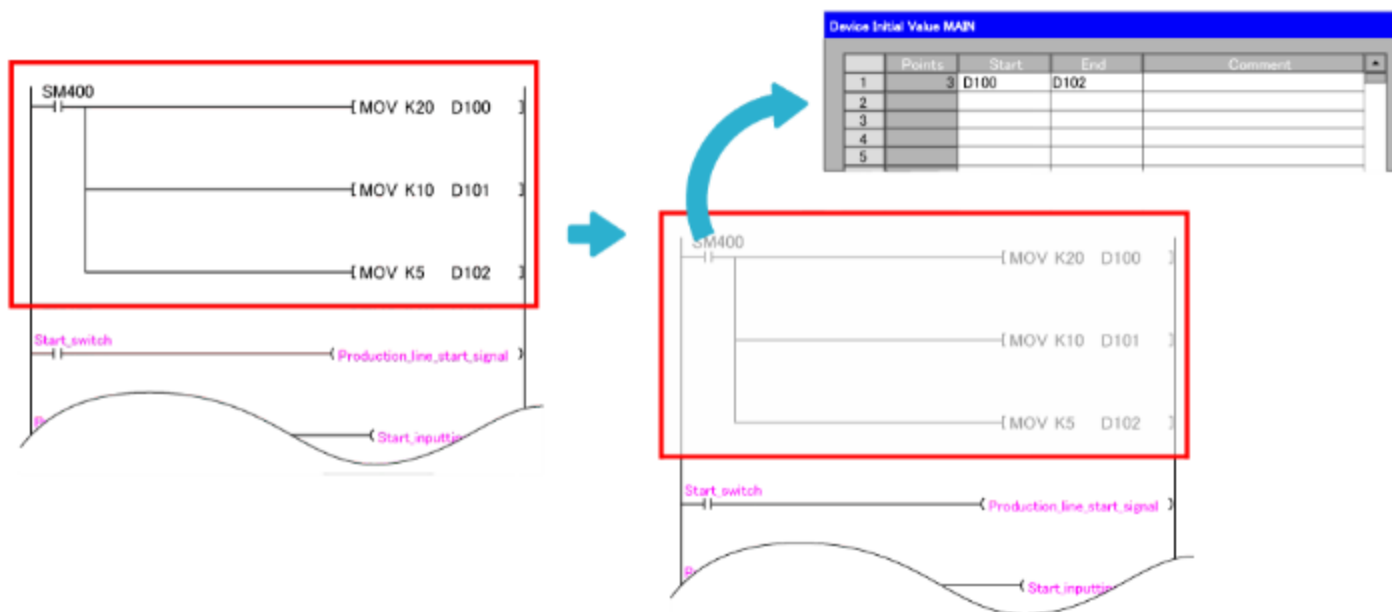 Device Initial Value MAIN
Points Start End Comment
1 3 D100 D102
2
3
4
5
SM400
[MOV K20 D100 ]
[MOV K10 D101 ]
[MOV K5 D102 ]
Start_switch
(Production_line_start_signal )
(Start_inputtin
SM400
[MOV K20 D100 ]
[MOV K10 D101 ]
[MOV K5 D102 ]
Start_switch
(Production_line_start_signal )
(Start_inputtin